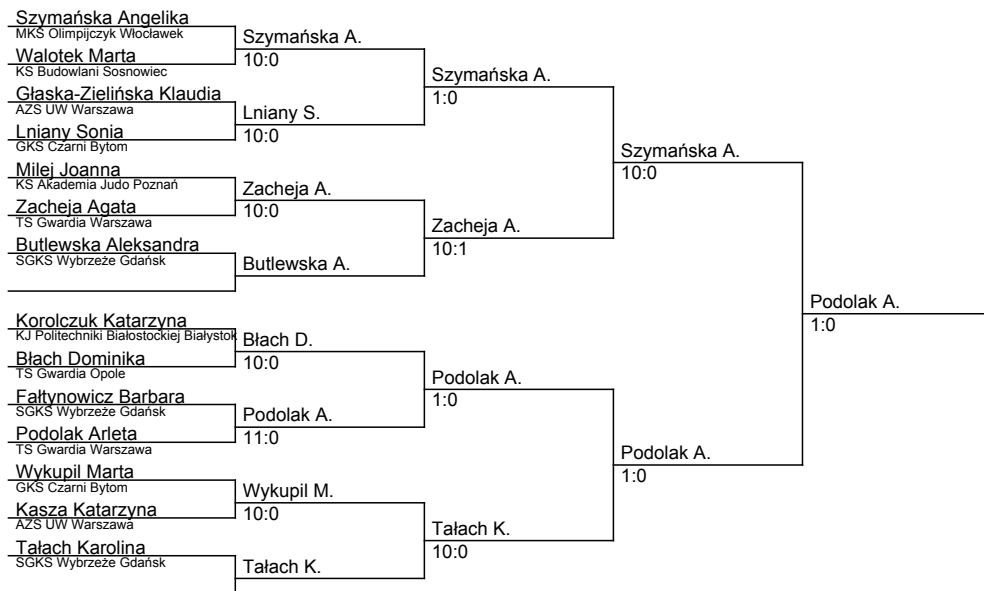 Szymańska Angelika
MKS Olimpijczyk Włocławek
Szymańska A.
10:0
Walotek Marta
KS Budowlani Sosnowiec
Szymańska A.
1:0
Głaska-Zielińska Klaudia
AZS UW Warszawa
Lniany S.
10:0
Lniany Sonia
GKS Czarni Bytom
Szymańska A.
10:0
Milej Joanna
KS Akademia Judo Poznań
Zacheja A.
10:0
Zacheja Agata
TS Gwardia Warszawa
Zacheja A.
10:1
Butlewska Aleksandra
SGKS Wybrzeże Gdańsk
Butlewska A.
Podolak A.
1:0
Korolczuk Katarzyna
KJ Politechniki Białostockiej Białystok
Błach D.
10:0
Błach Dominika
TS Gwardia Opole
Podolak A.
1:0
Fałtynowicz Barbara
SGKS Wybrzeże Gdańsk
Podolak A.
11:0
Podolak Arleta
TS Gwardia Warszawa
Podolak A.
1:0
Wykupil Marta
GKS Czarni Bytom
Wykupil M.
10:0
Kasza Katarzyna
AZS UW Warszawa
Tałach K.
10:0
Tałach Karolina
SGKS Wybrzeże Gdańsk
Tałach K.